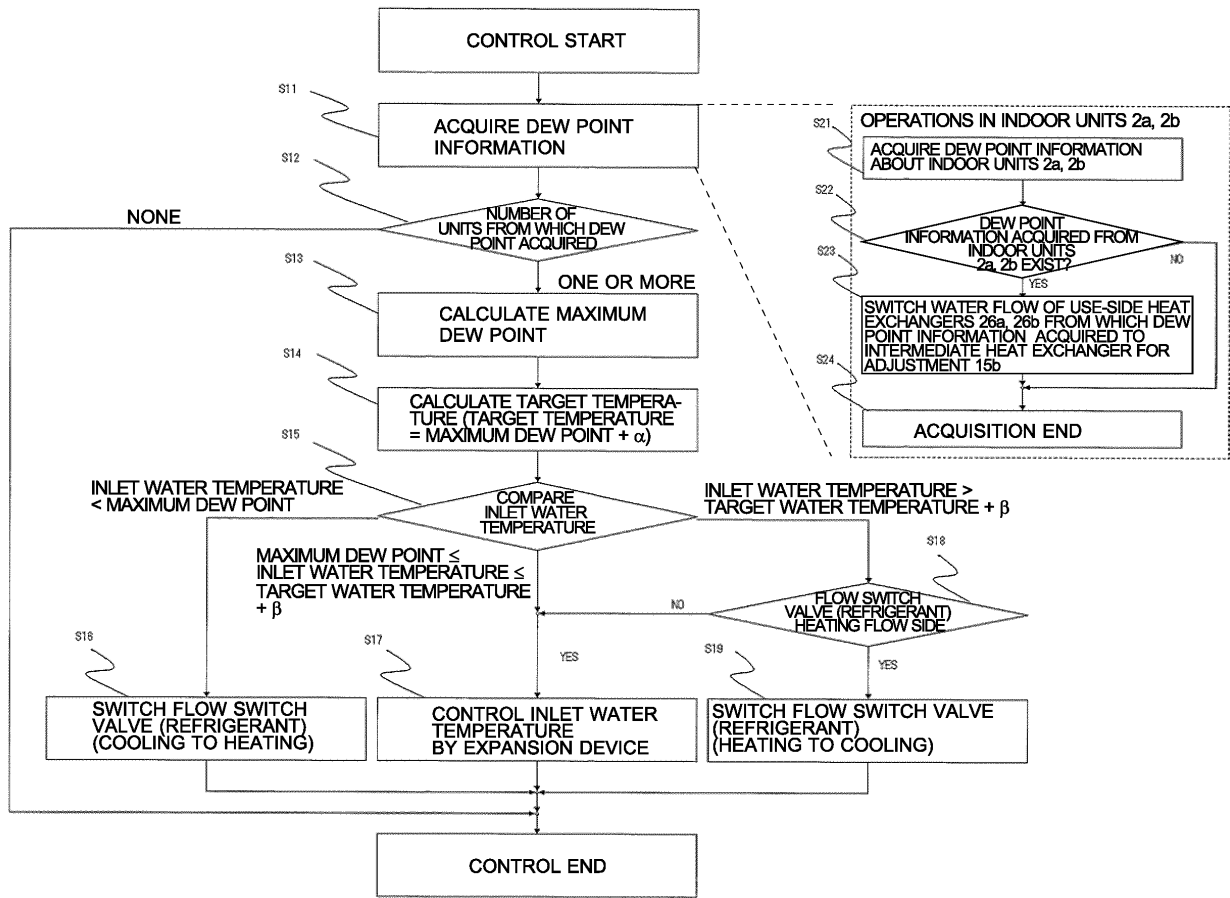 CONTROL START
S11
ACQUIRE DEW POINT
INFORMATION
S12
NONE
NUMBER OF
UNITS FROM WHICH DEW
POINT ACQUIRED
S13
ONE OR MORE
CALCULATE MAXIMUM
DEW POINT
S14
CALCULATE TARGET TEMPERA-
TURE (TARGET TEMPERATURE
= MAXIMUM DEW POINT + α)
S15
INLET WATER TEMPERATURE
< MAXIMUM DEW POINT
COMPARE
INLET WATER
TEMPERATURE
INLET WATER TEMPERATURE >
TARGET WATER TEMPERATURE + β
MAXIMUM DEW POINT ≤
INLET WATER TEMPERATURE ≤
TARGET WATER TEMPERATURE
+ β
S18
FLOW SWITCH
VALVE (REFRIGERANT)
HEATING FLOW SIDE
NO
S16
S17
YES
S19
YES
SWITCH FLOW SWITCH
VALVE (REFRIGERANT)
(COOLING TO HEATING)
CONTROL INLET WATER
TEMPERATURE
BY EXPANSION DEVICE
SWITCH FLOW SWITCH VALVE
(REFRIGERANT)
(HEATING TO COOLING)
CONTROL END
OPERATIONS IN INDOOR UNITS 2a, 2b
S21
ACQUIRE DEW POINT INFORMATION
ABOUT INDOOR UNITS 2a, 2b
S22
DEW POINT
INFORMATION ACQUIRED FROM
INDOOR UNITS
2a, 2b EXIST?
NO
S23
YES
SWITCH WATER FLOW OF USE-SIDE HEAT
EXCHANGERS 26a, 26b FROM WHICH DEW
POINT INFORMATION ACQUIRED TO
INTERMEDIATE HEAT EXCHANGER FOR
ADJUSTMENT 15b
S24
ACQUISITION END